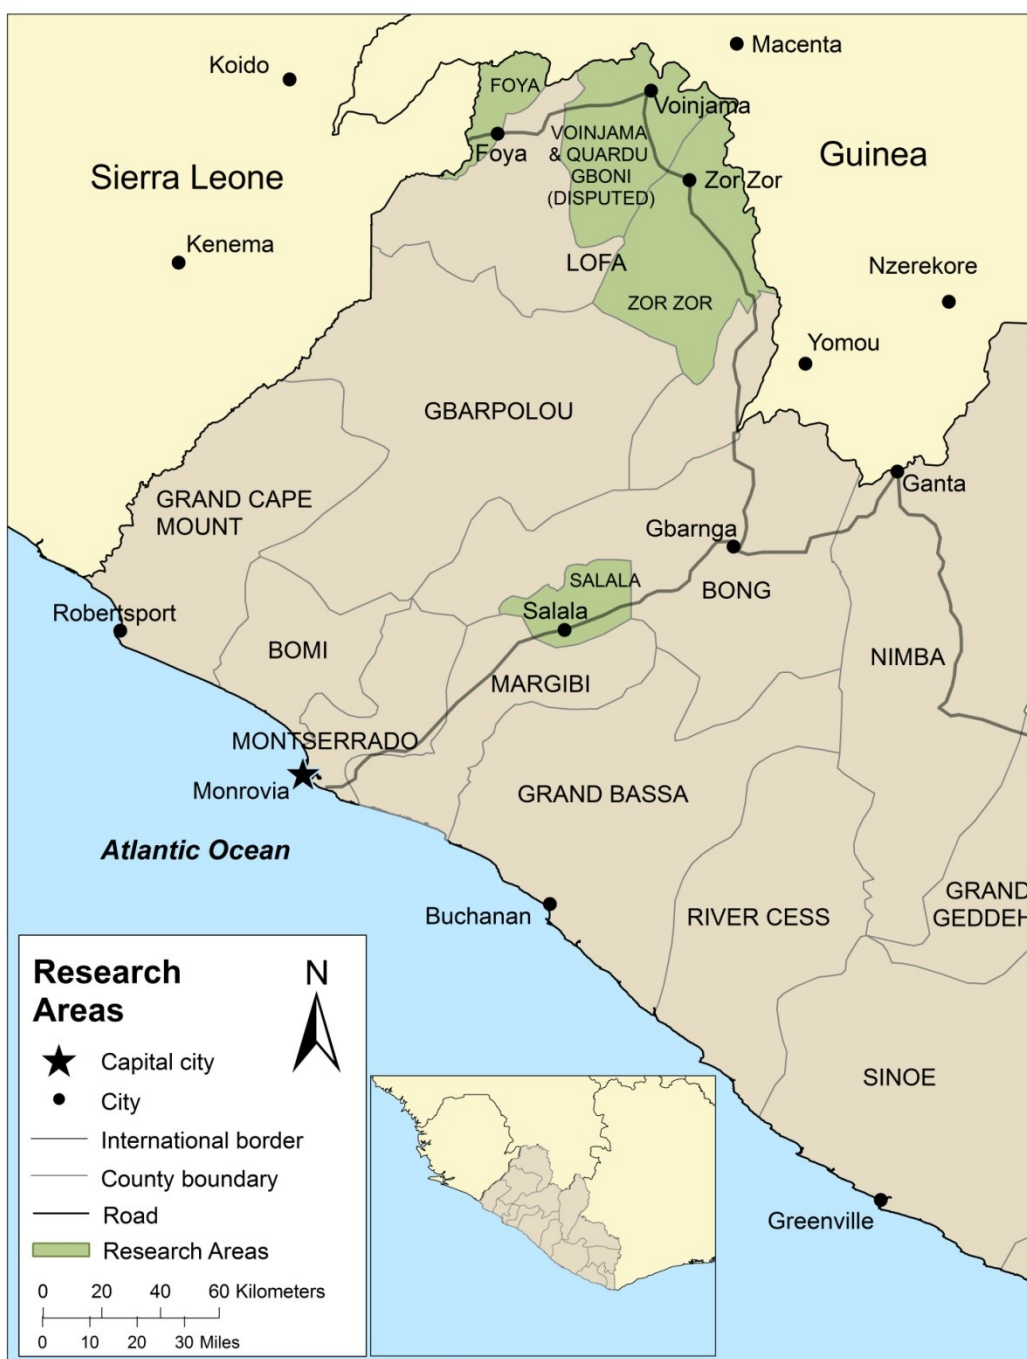 Macenta
Koido
FOYA
Voinjama
VOINJAMA
& QUARDU
GBONI
(DISPUTED)
Foya
Guinea
Sierra Leone
Zor Zor
Kenema
LOFA
Nzerekore
ZOR ZOR
Yomou
GBARPOLOU
GRAND CAPE
MOUNT
Ganta
Gbarnga
SALALA
BONG
Salala
Robertsport
BOMI
NIMBA
MARGIBI
MONTSERRADO
Monrovia
GRAND BASSA
Atlantic Ocean
GRAND
GEDDEH
Buchanan
RIVER CESS
Research
Areas
N
Capital city
City
International border
County boundary
Road
Research Areas
0 20 40 60 Kilometers
0 10 20 30 Miles
SINOE
Greenville